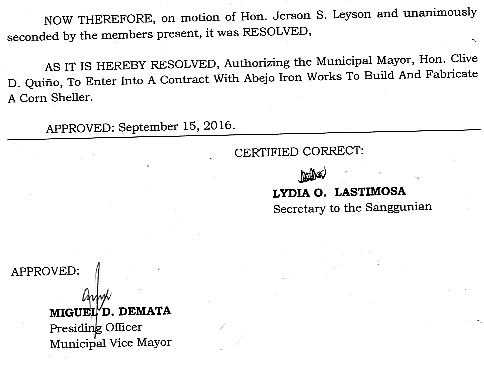 NOW THEREFORE, on motion of Hon. Jerson S. Leyson and unanimously
seconded by the members present, it was RESOLVED,
AS IT IS HEREBY RESOLVED, Authorizing the Municipal Mayor, Hon. Clive
D. Quiño, To Enter Into A Contract With Abejo Iron Works To Build And Fabricate
A Corn Sheller.
APPROVED: September 15, 2016.
CERTIFIED CORRECT:
LYDIA O. LASTIMOSA
Secretary to the Sanggunian
APPROVED:
MIGUEL D. DEMATA
Presiding Officer
Municipal Vice Mayor